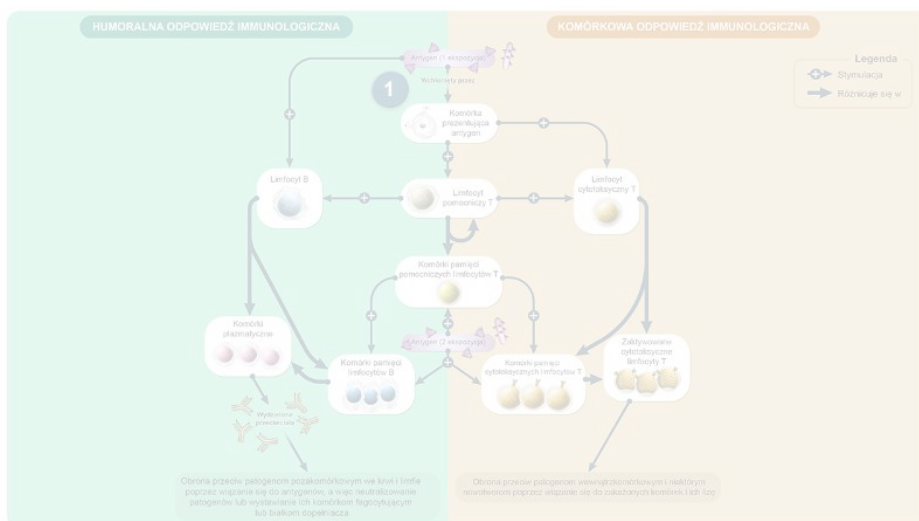 HUMORALNA ODPOWIEDŹ IMMUNOLOGICZNA
KOMÓRKOWA ODPOWIEDŹ IMMUNOLOGICZNA
Antygen (1 ekspozycja)
Legenda
Stymulacja
Różnicuje się w
Wchłonięty przez
1
Komórka
prezentująca
antygen
Limfocyt B
Limfocyt
pomocniczy T
Limfocyt
cytotoksyczny T
Komórki pamięci
pomocniczych limfocytów T
Komórki
plazmatyczne
Antygen (2 ekspozycja)
Komórki pamięci
limfocytów B
Komórki pamięci
cytotoksycznych limfocytów T
Zaktywowane
cytotoksyczne
limfocyty T
Wydzielane
przeciwciała
Obrona przeciw patogenom pozakomórkowym we krwi i limfie
poprzez wiązanie się do antygenów, a więc neutralizowanie
patogenów lub wystawianie ich komórkom fagocytującym
lub białkom dopełniacza
Obrona przeciw patogenom wewnątrzkomórkowym i niektórym
nowotworom poprzez wiązanie się do zakażonych komórek i ich lizę